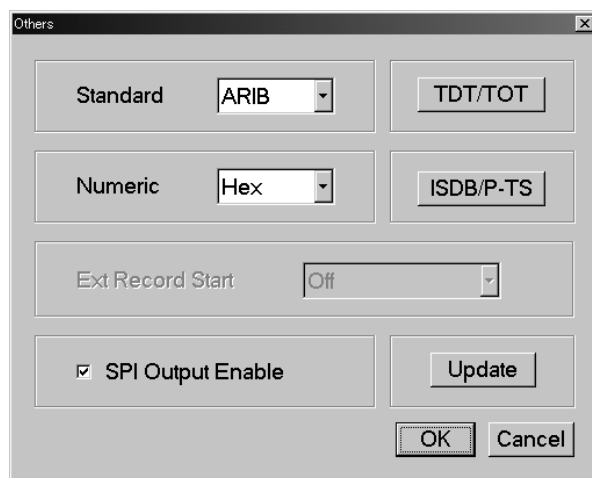 Others
Standard ARIB TDT/TOT
Numeric Hex ISDB/P-TS
Ext Record Start Off
SPI Output Enable Update
OK Cancel